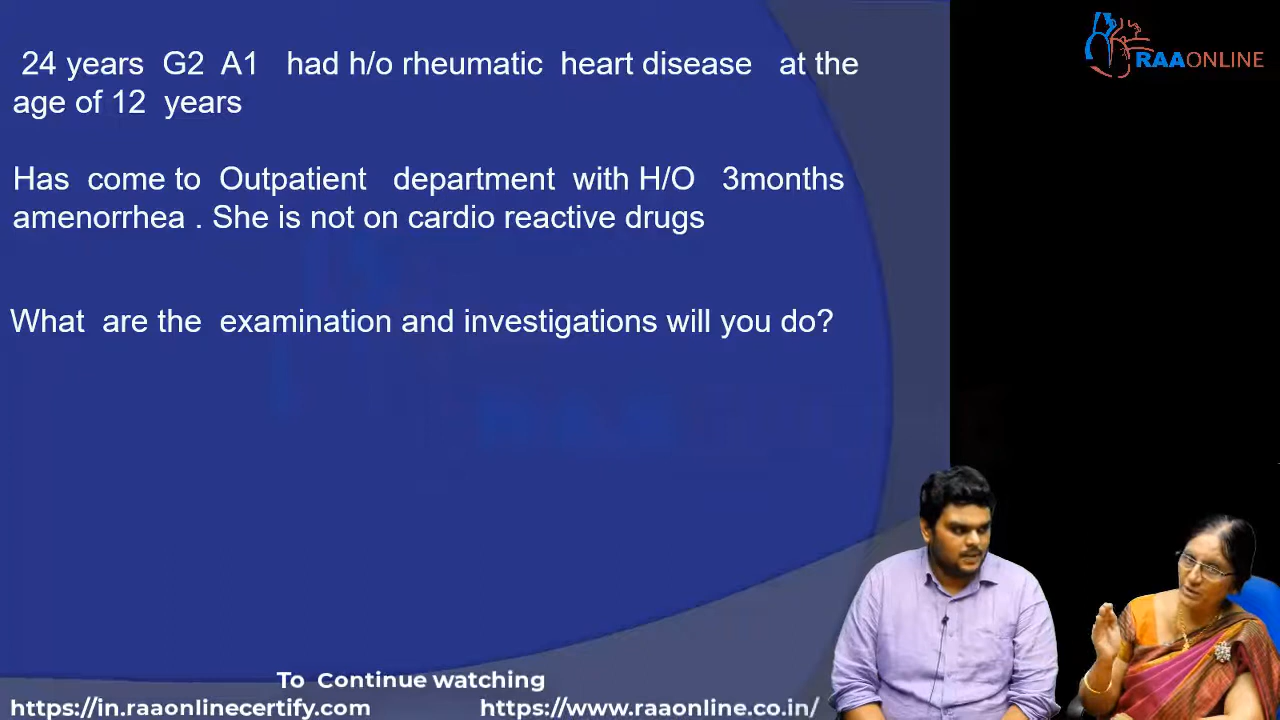 RAAONLINE
24 years G2 A1 had h/o rheumatic heart disease at the
age of 12 years
Has come to Outpatient department with H/O 3months
amenorrhea . She is not on cardio reactive drugs
What are the examination and investigations will you do?
To Continue watching
https://in.raaonlinecertify.com https://www.raaonline.co.in/